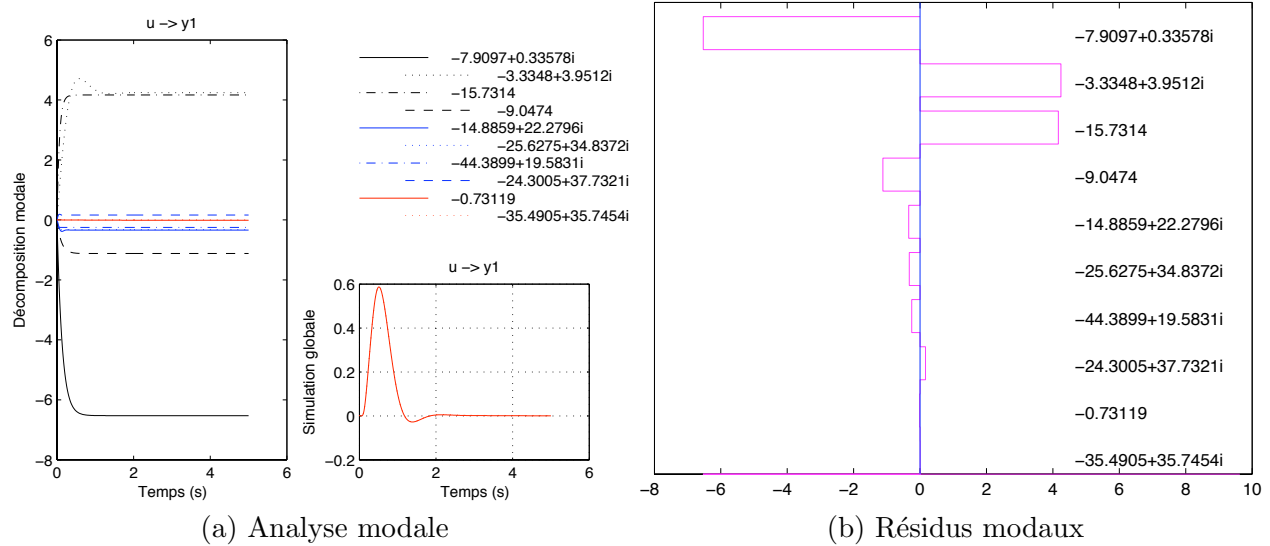 u −> y1
6
4
2
0
−2
−4
−6
−8
0
2
4
6
Décomposition modale
Temps (s)
−7.9097+0.33578i
−3.3348+3.9512i
−15.7314
−9.0474
−14.8859+22.2796i
−25.6275+34.8372i
−44.3899+19.5831i
−24.3005+37.7321i
−0.73119
−35.4905+35.7454i
u −> y1
0.6
0.4
0.2
0
−0.2
0
2
4
6
Simulation globale
Temps (s)
(a) Analyse modale
−7.9097+0.33578i
−3.3348+3.9512i
−15.7314
−9.0474
−14.8859+22.2796i
−25.6275+34.8372i
−44.3899+19.5831i
−24.3005+37.7321i
−0.73119
−35.4905+35.7454i
−8
−6
−4
−2
0
2
4
6
8
10
(b) Résidus modaux